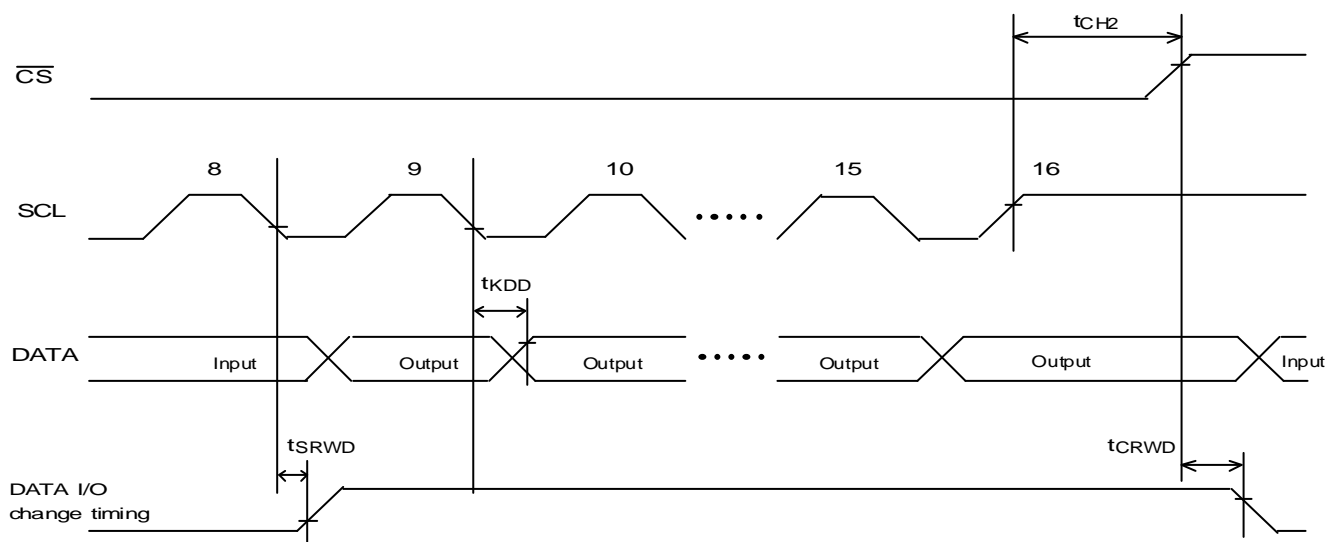 tCH2
CS
8 9 10 15 16
SCL
tKDD
DATA Input Output Output Output Output Input
tSRWD tCRWD
DATA I/O
change timing